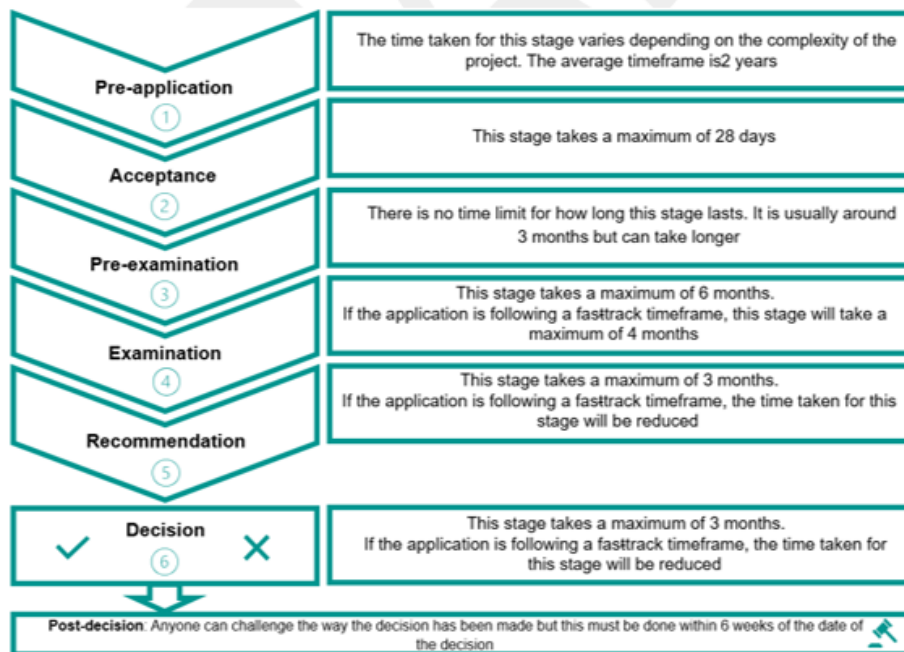 Pre-application
1
The time taken for this stage varies depending on the complexity of the
project. The average timeframe is2 years
Acceptance
2
This stage takes a maximum of 28 days
Pre-examination
3
There is no time limit for how long this stage lasts. It is usually around
3 months but can take longer
Examination
4
This stage takes a maximum of 6 months.
If the application is following a fasttrack timeframe, this stage will take a
maximum of 4 months
Recommendation
5
This stage takes a maximum of 3 months.
If the application is following a fasttrack timeframe, the time taken for this
stage will be reduced
Decision
6
This stage takes a maximum of 3 months.
If the application is following a fasttrack timeframe, the time taken for
this stage will be reduced
Post-decision: Anyone can challenge the way the decision has been made but this must be done within 6 weeks of the date of
the decision